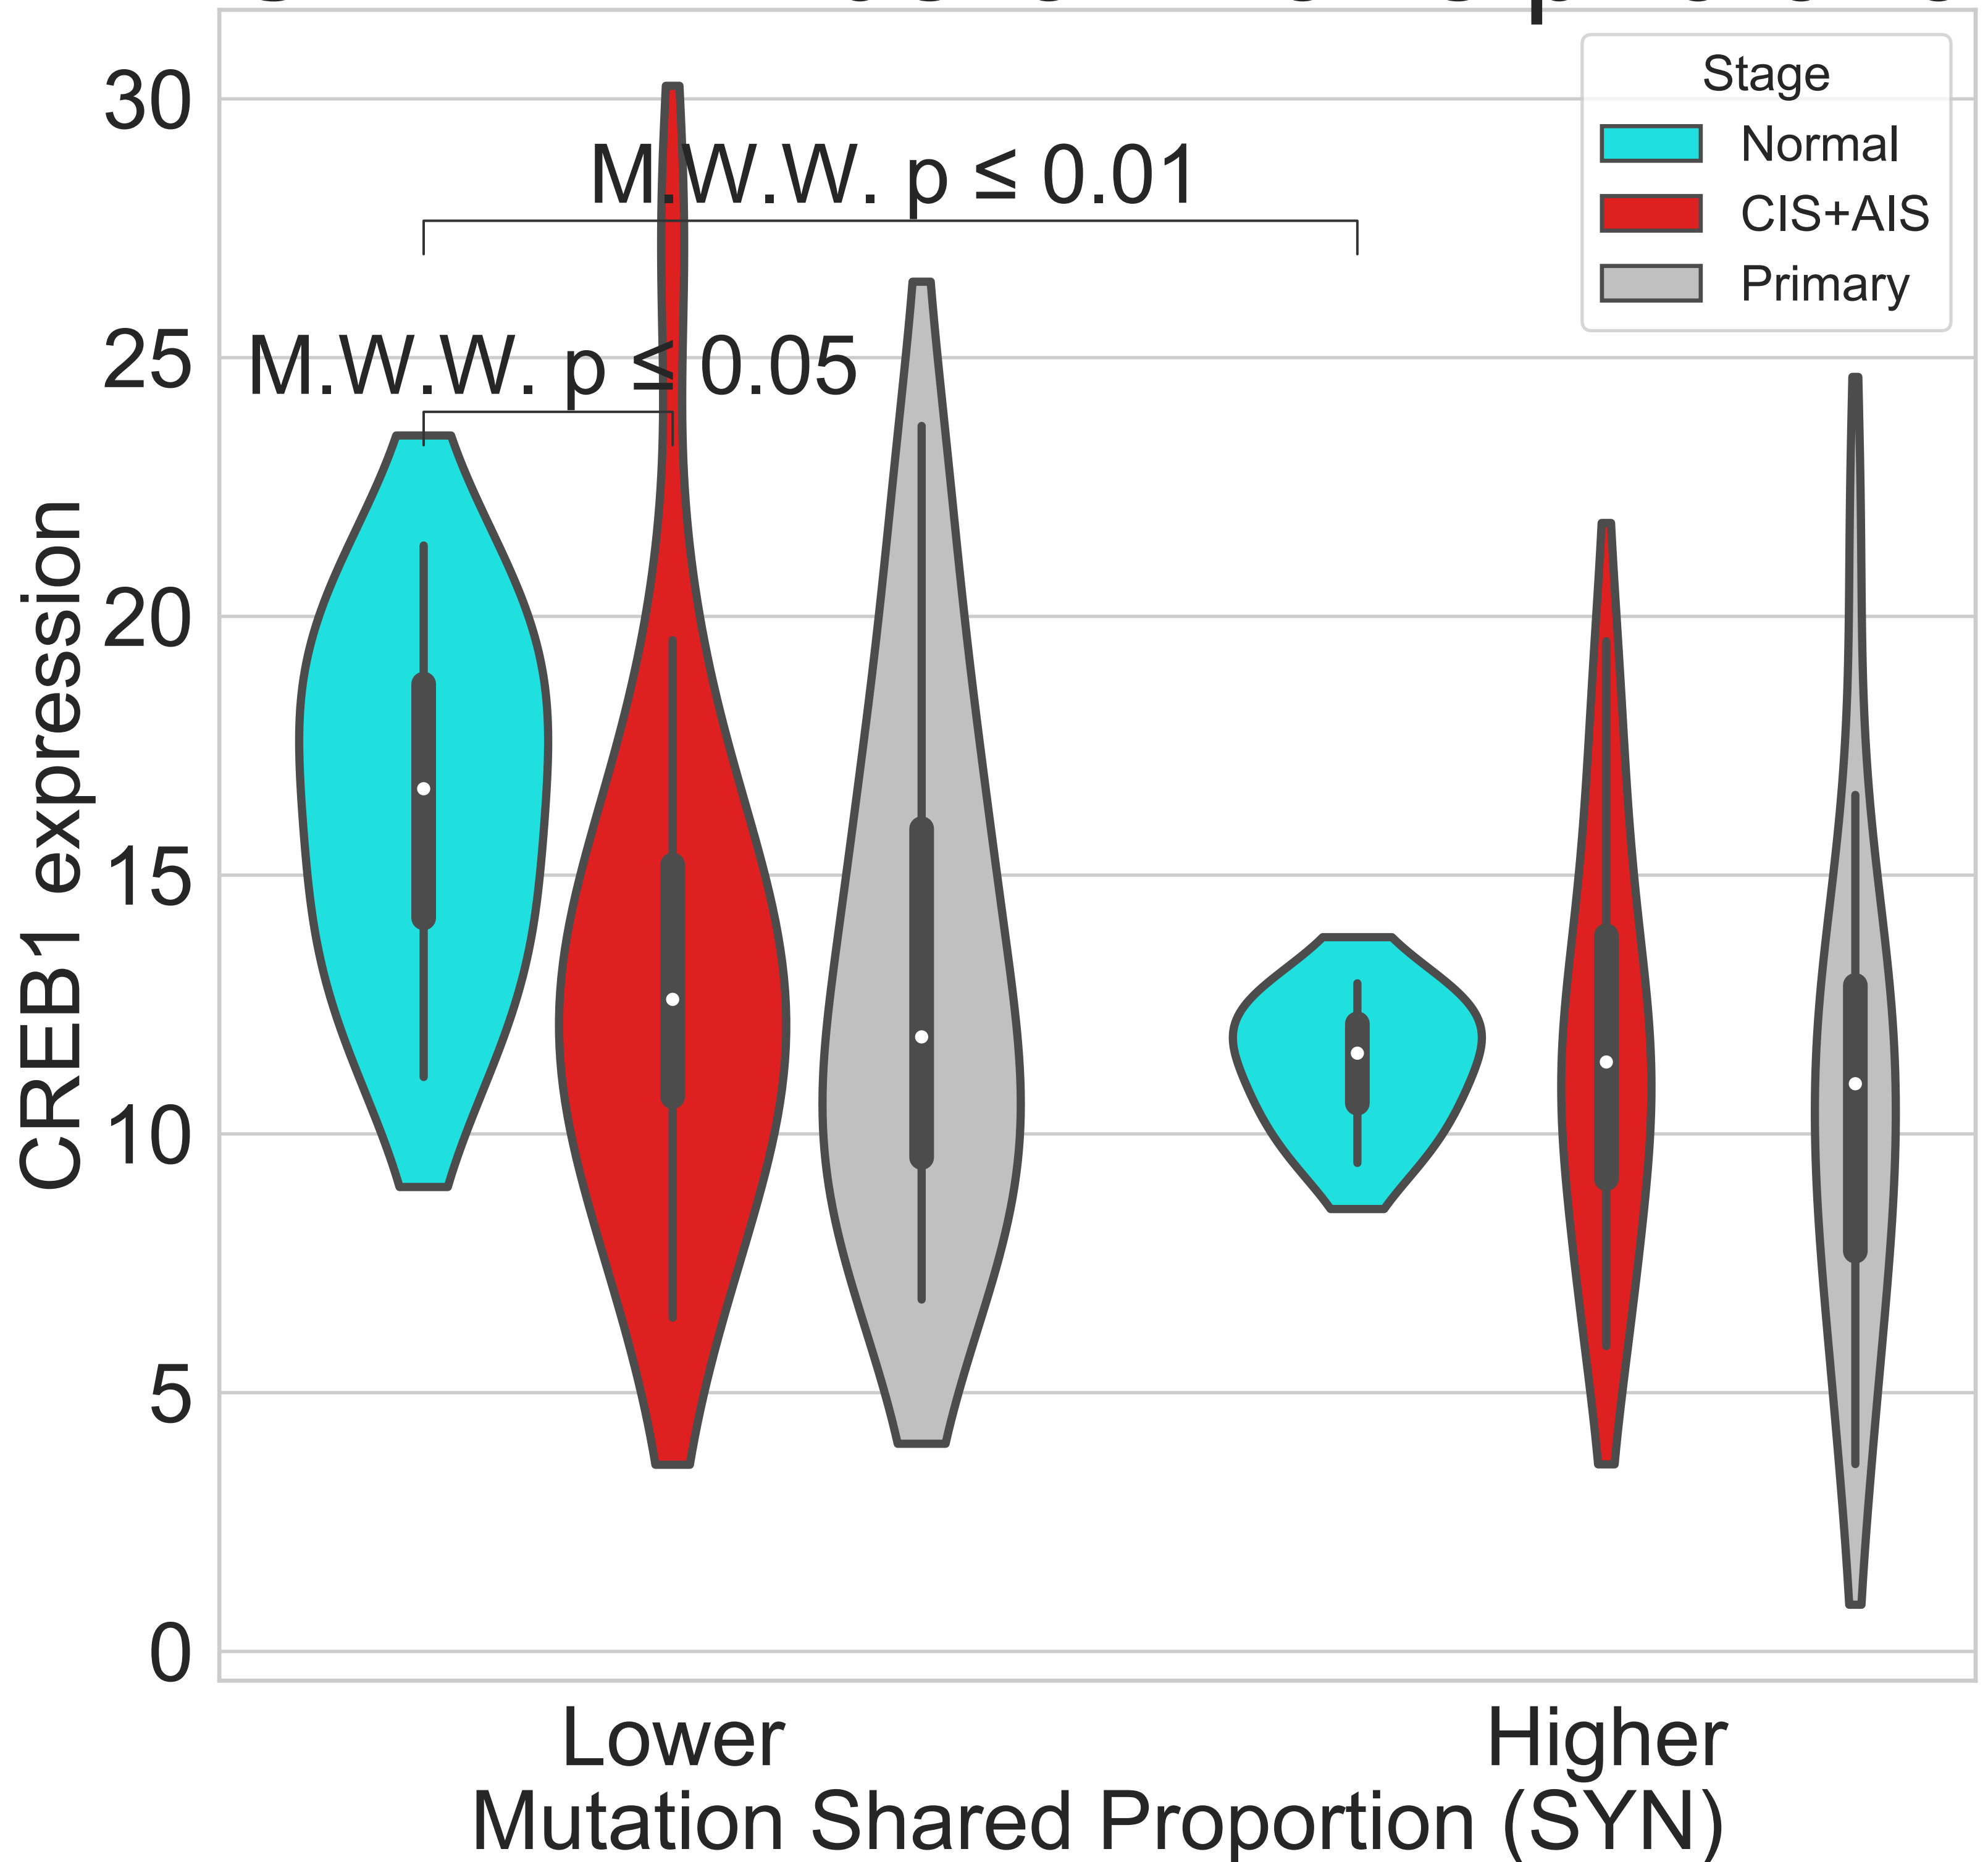 30
25
20
15
10
5
0
CREB1 expression
M.W.W. p ≤ 0.01
M.W.W. p ≤ 0.05
Stage
Normal
CIS+AIS
Primary
Lower
Higher
Mutation Shared Proportion (SYN)